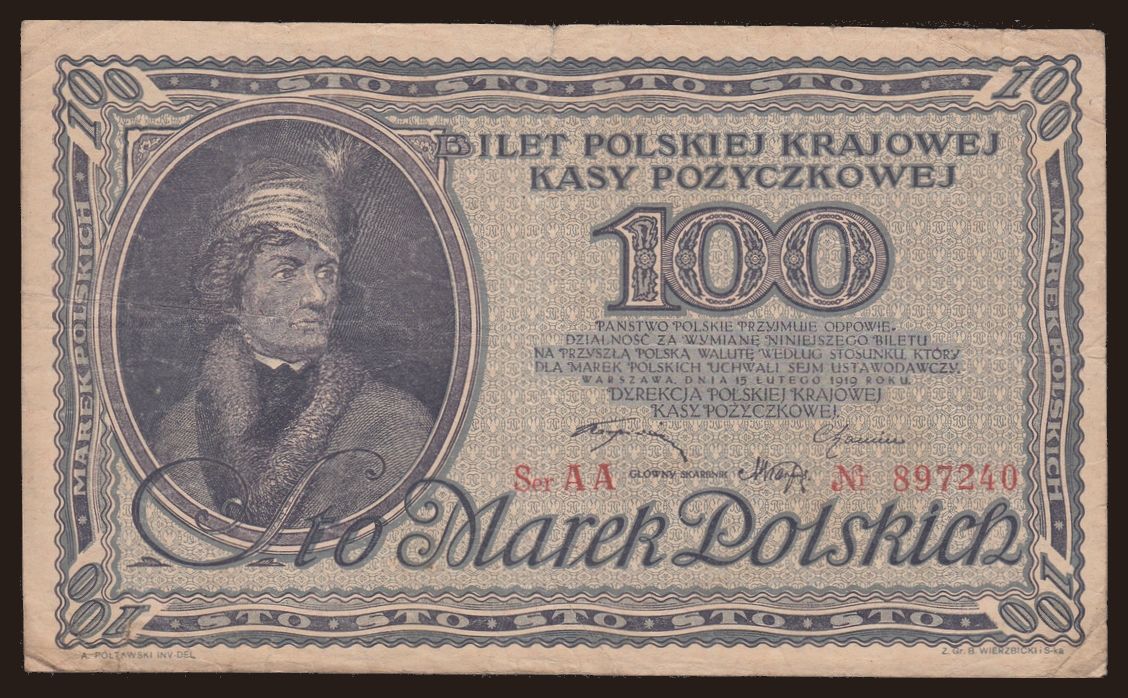 100 STO STO STO STO STO 100
MAREK POLSKICH
MAREK POLSKICH
BILET POLSKIEJ KRAJOWEJ
KASY POŻYCZKOWEJ
100
PAŃSTWO POLSKIE PRZYJMUJE ODPOWIE-
DZIALNOŚĆ ZA WYMIANĘ NINIEJSZEGO BILETU
NA PRZYSZŁĄ POLSKĄ WALUTĘ WEDŁUG STOSUNKU, KTÓRY
DLA MAREK POLSKICH UCHWALI SEJM USTAWODAWCZY.
WARSZAWA, DNIA 15 LUTEGO 1919 ROKU.
DYREKCJA POLSKIEJ KRAJOWEJ
KASY POŻYCZKOWEJ.
Ser AA GŁÓWNY SKARBNIK № 897240
Sto Marek Polskich
100 STO STO STO STO STO 100
A. PÓŁTAWSKI INV-DEL. Z. Gr. B. WIERZBICKI i S-ka